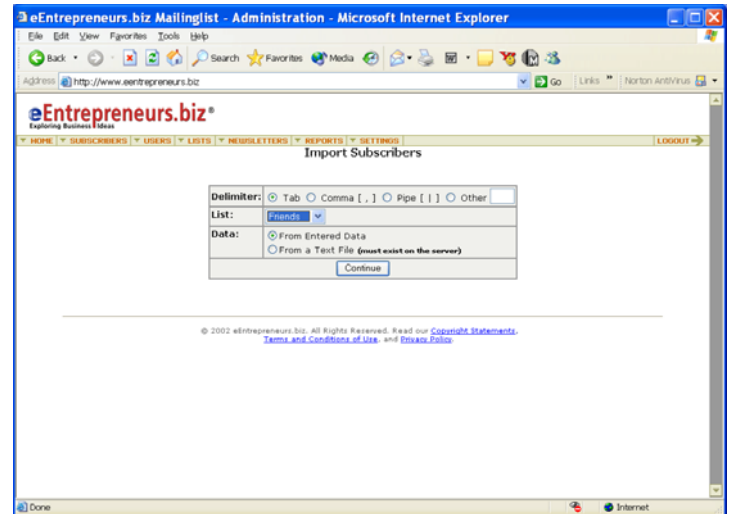 eEntrepreneurs.biz Mailinglist - Administration - Microsoft Internet Explorer
File Edit View Favorites Tools Help
Back Search Favorites Media
Address http://www.eentrepreneurs.biz Go Links » Norton AntiVirus
eEntrepreneurs.biz®
Exploring Business Ideas
HOME SUBSCRIBERS USERS LISTS NEWSLETTERS REPORTS SETTINGS LOGOUT
Import Subscribers
Delimiter: Tab Comma [ , ] Pipe [ | ] Other
List: Friends
Data: From Entered Data
From a Text File (must exist on the server)
Continue
© 2002 eEntrepreneurs.biz. All Rights Reserved. Read our Copyright Statements,
Terms and Conditions of Use, and Privacy Policy.
Done Internet